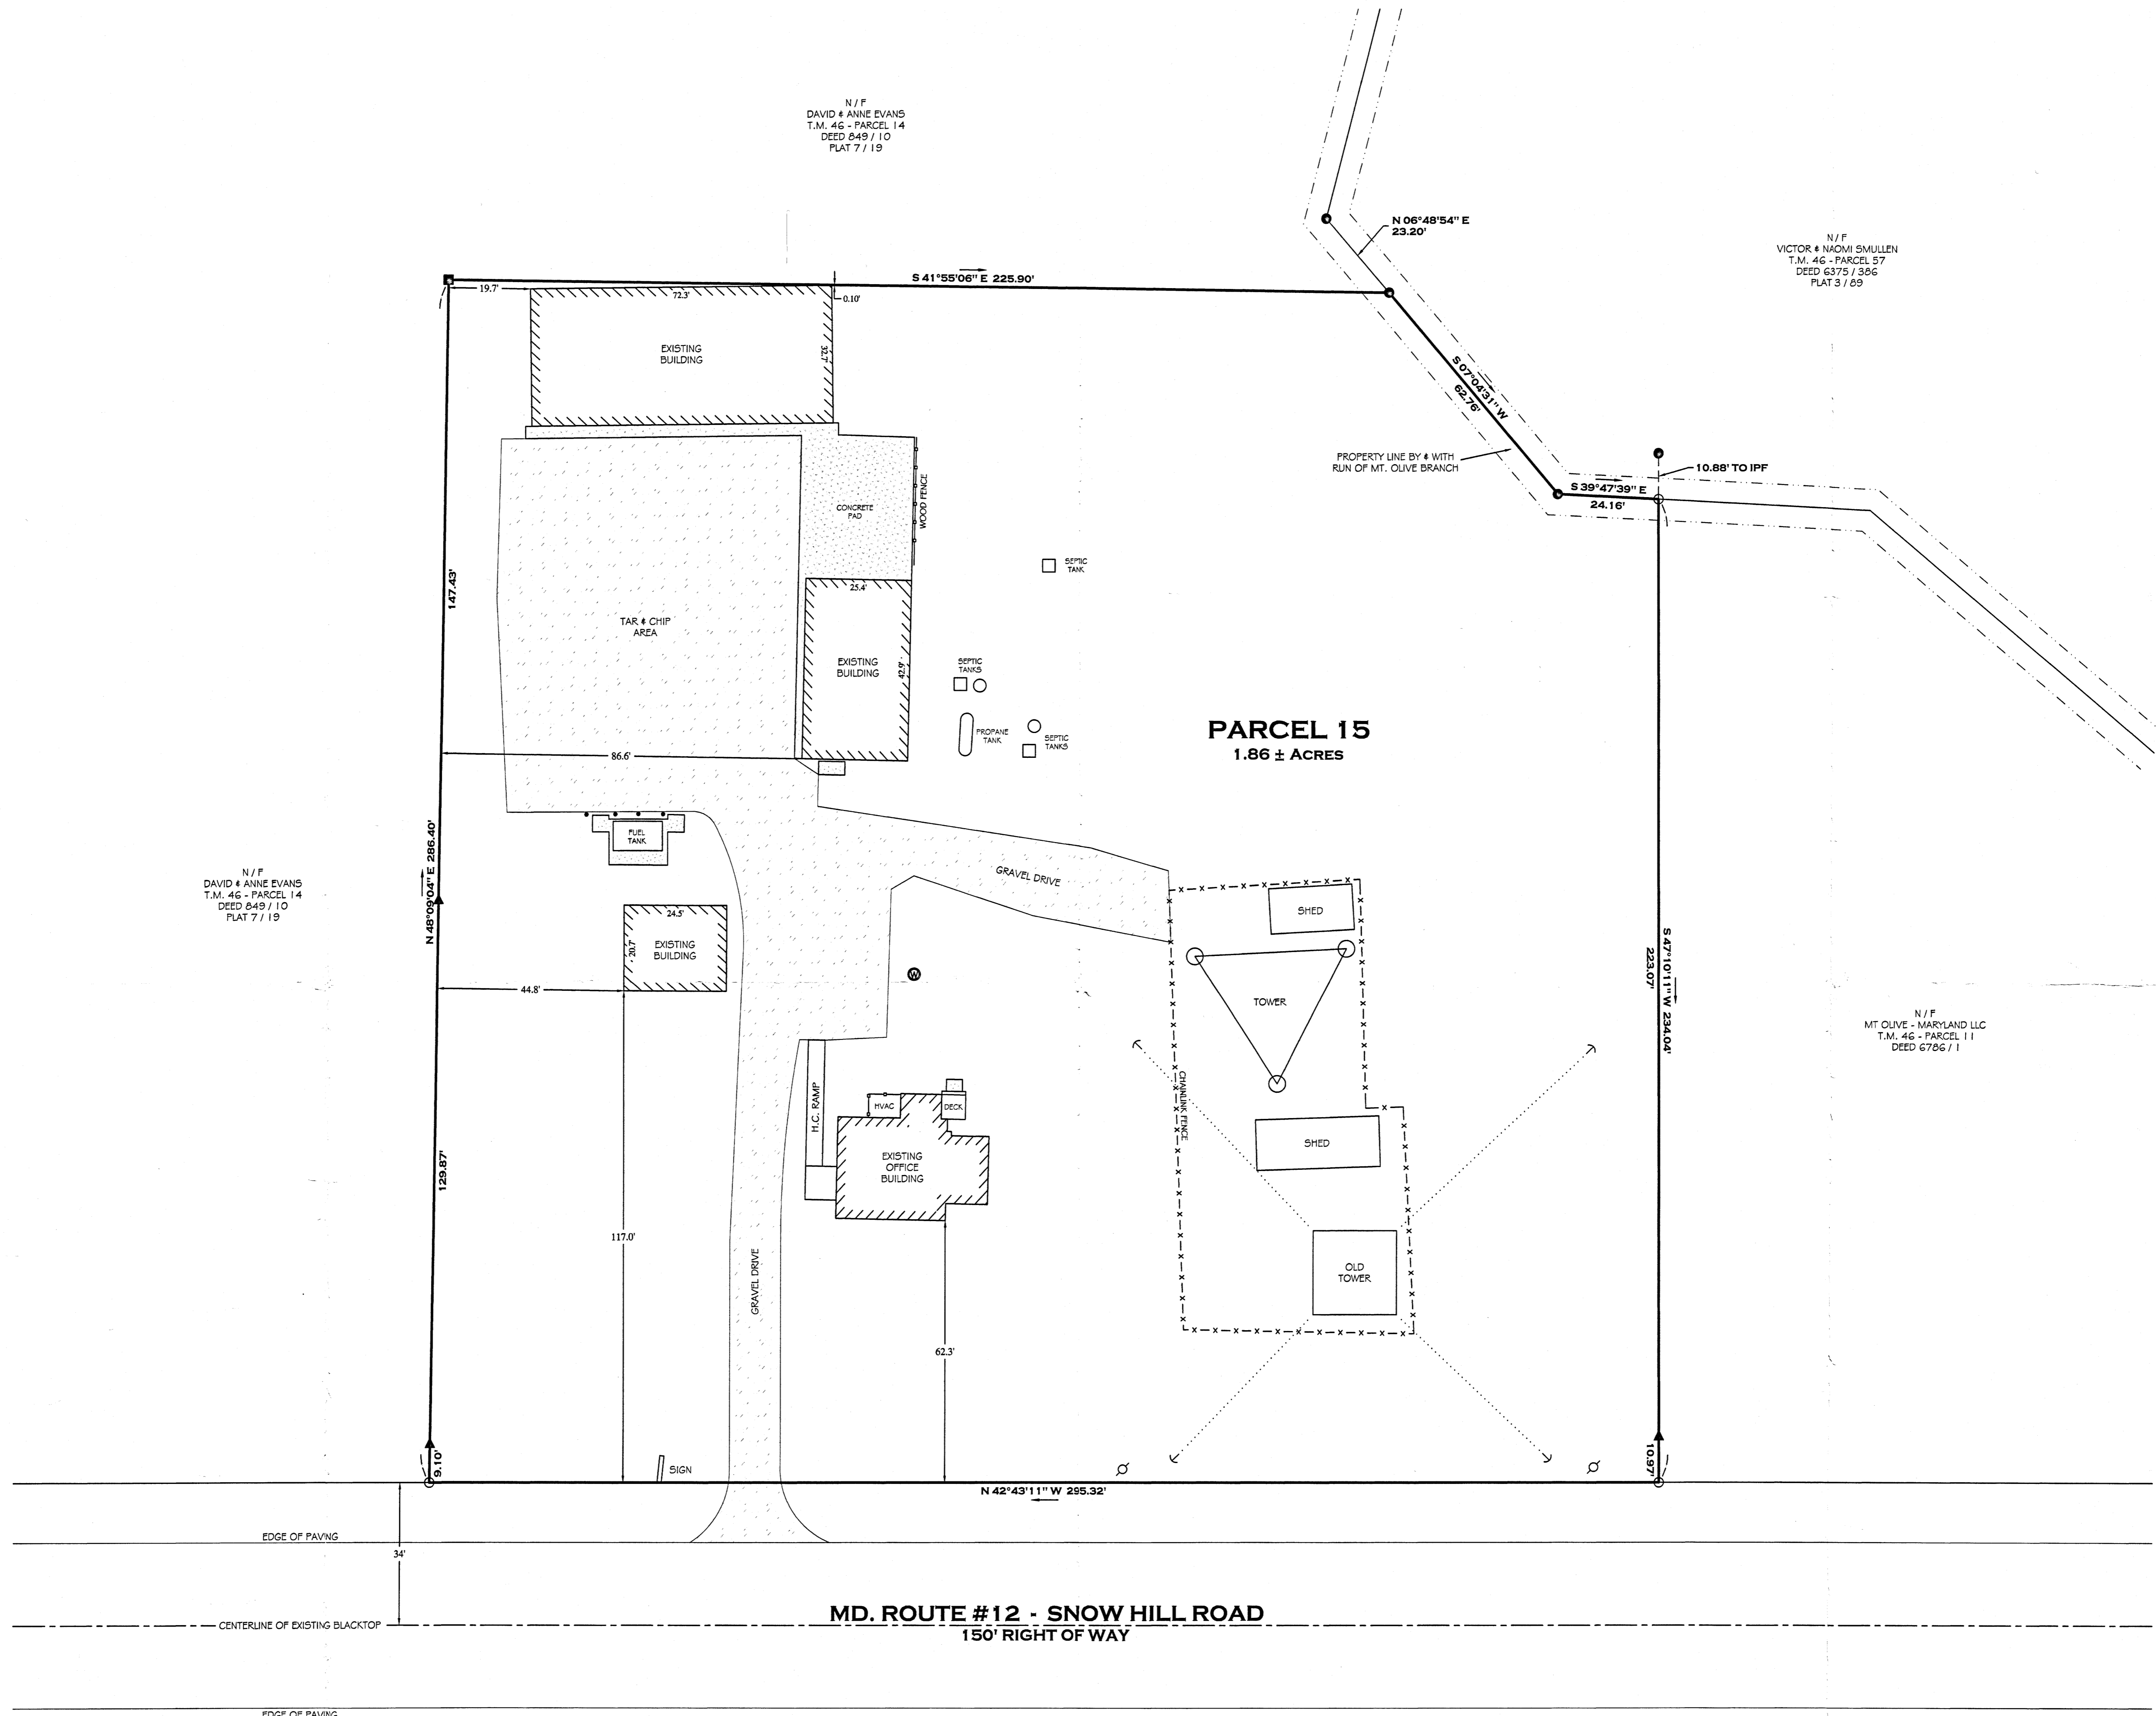 N / F
DAVID & ANNE EVANS
T.M. 46 - PARCEL 14
DEED 849 / 10
PLAT 7 / 19
N 06°48'54" E
23.20'
N / F
VICTOR & NAOMI SMULLEN
T.M. 46 - PARCEL 57
DEED 6375 / 386
PLAT 3 / 89
S 41°55'06" E 225.90'
19.7'
72.3'
0.10'
EXISTING
BUILDING
32.7'
S 07°04'31" W
62.76'
PROPERTY LINE BY & WITH
RUN OF MT. OLIVE BRANCH
10.88' TO IPF
S 39°47'39" E
24.16'
CONCRETE
PAD
WOOD FENCE
SEPTIC
TANK
147.43'
TAR & CHIP
AREA
25.4'
EXISTING
BUILDING
42.9'
SEPTIC
TANKS
PROPANE
TANK
SEPTIC
TANKS
PARCEL 15
1.86 ± ACRES
86.6'
FUEL
TANK
N 48°09'04" E 286.40'
N / F
DAVID & ANNE EVANS
T.M. 46 - PARCEL 14
DEED 849 / 10
PLAT 7 / 19
GRAVEL DRIVE
SHED
24.5'
20.7'
EXISTING
BUILDING
44.8'
W
TOWER
S 47°10'11" W 234.04'
223.07'
N / F
MT OLIVE - MARYLAND LLC
T.M. 46 - PARCEL 11
DEED 6786 / 1
H.C. RAMP
HVAC
DECK
CHAINLINK FENCE
SHED
EXISTING
OFFICE
BUILDING
129.87'
117.0'
GRAVEL DRIVE
OLD
TOWER
62.3'
9.10'
SIGN
10.97'
N 42°43'11" W 295.32'
EDGE OF PAVING
34'
MD. ROUTE #12 - SNOW HILL ROAD
CENTERLINE OF EXISTING BLACKTOP
150' RIGHT OF WAY
EDGE OF PAVING